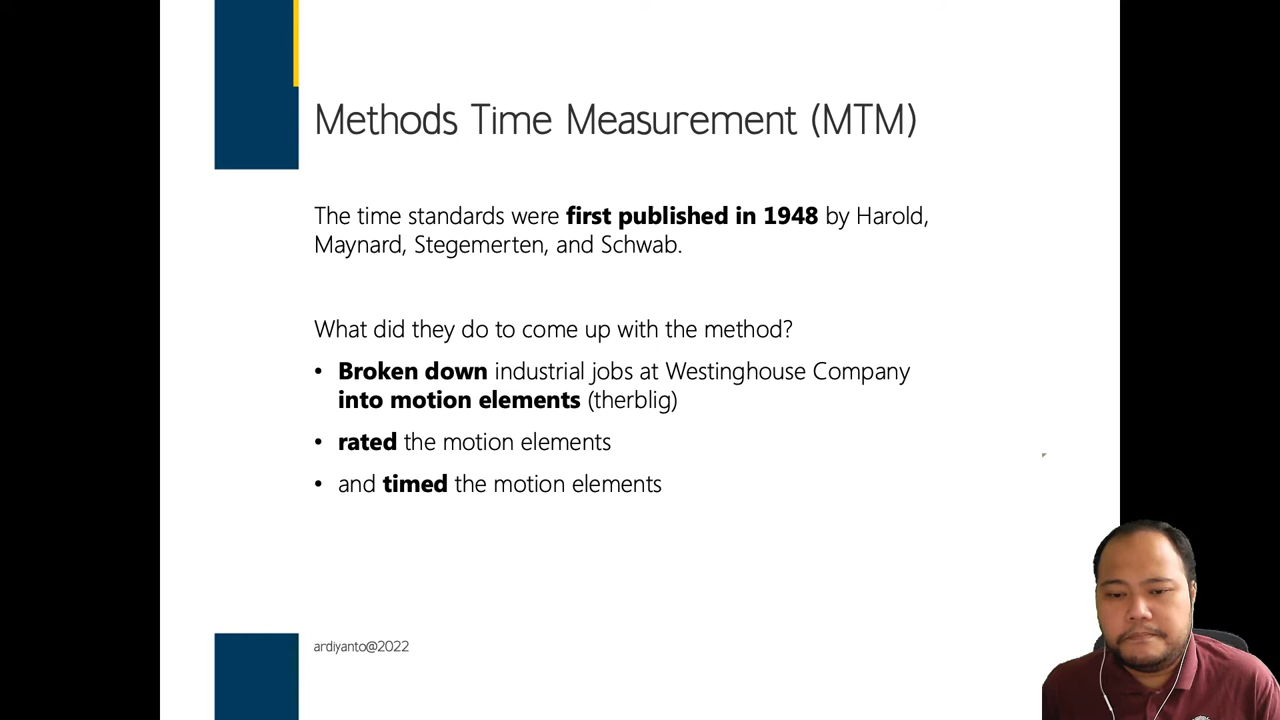 Methods Time Measurement (MTM)
The time standards were first published in 1948 by Harold,
Maynard, Stegemerten, and Schwab.
What did they do to come up with the method?
• Broken down industrial jobs at Westinghouse Company
into motion elements (therblig)
• rated the motion elements
• and timed the motion elements
ardiyanto@2022